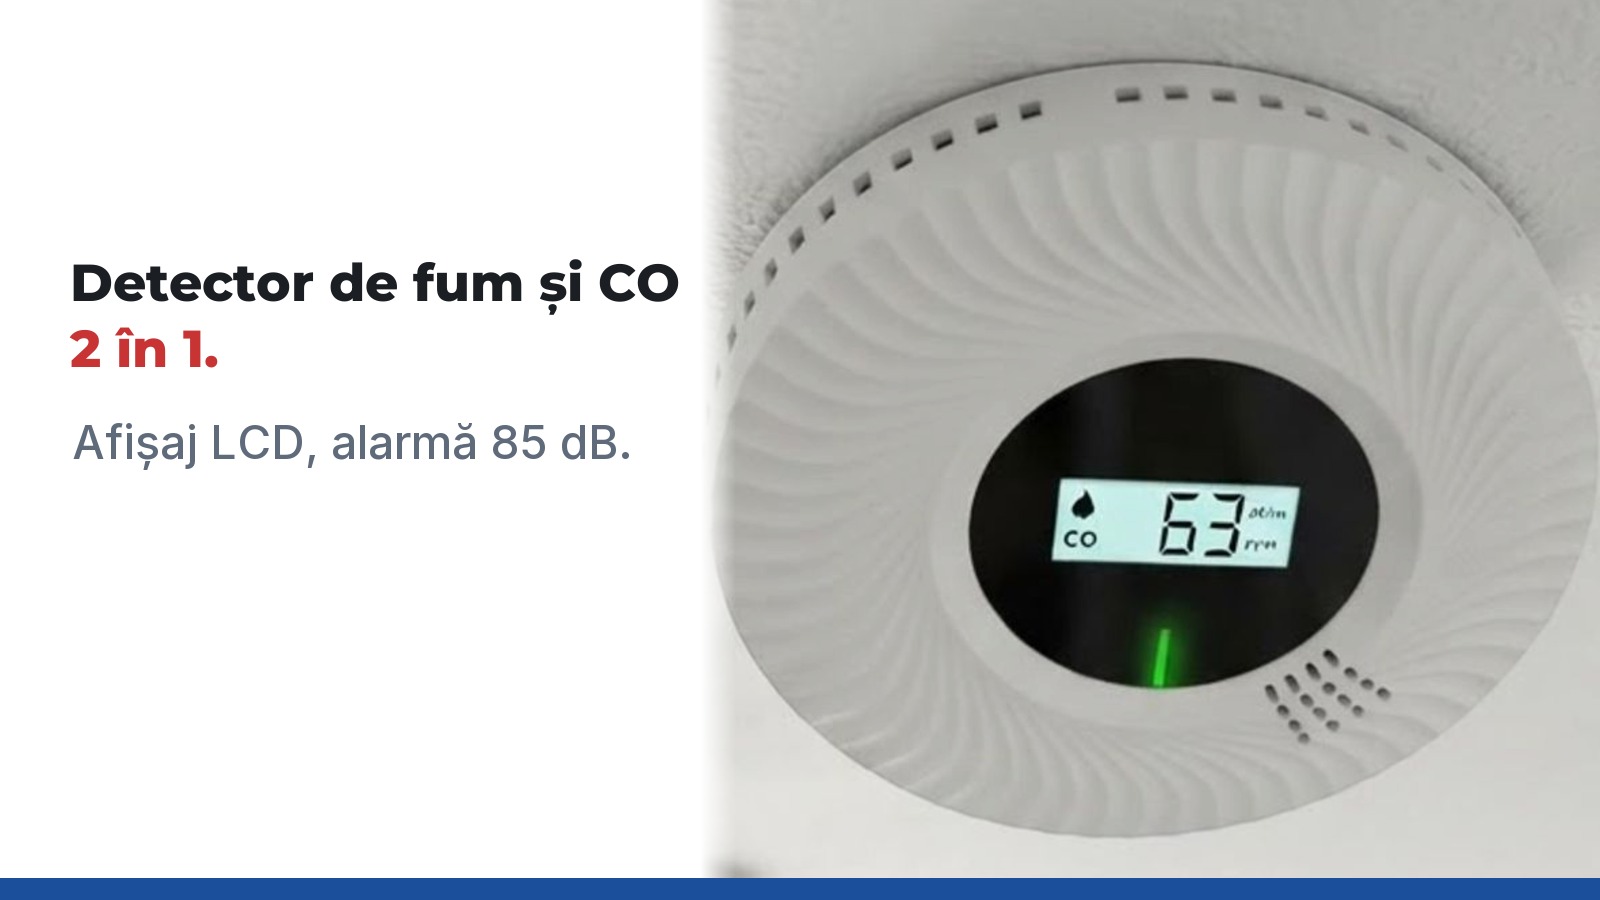 Detector de fum și CO
2 în 1.
Afișaj LCD, alarmă 85 dB.
CO 63